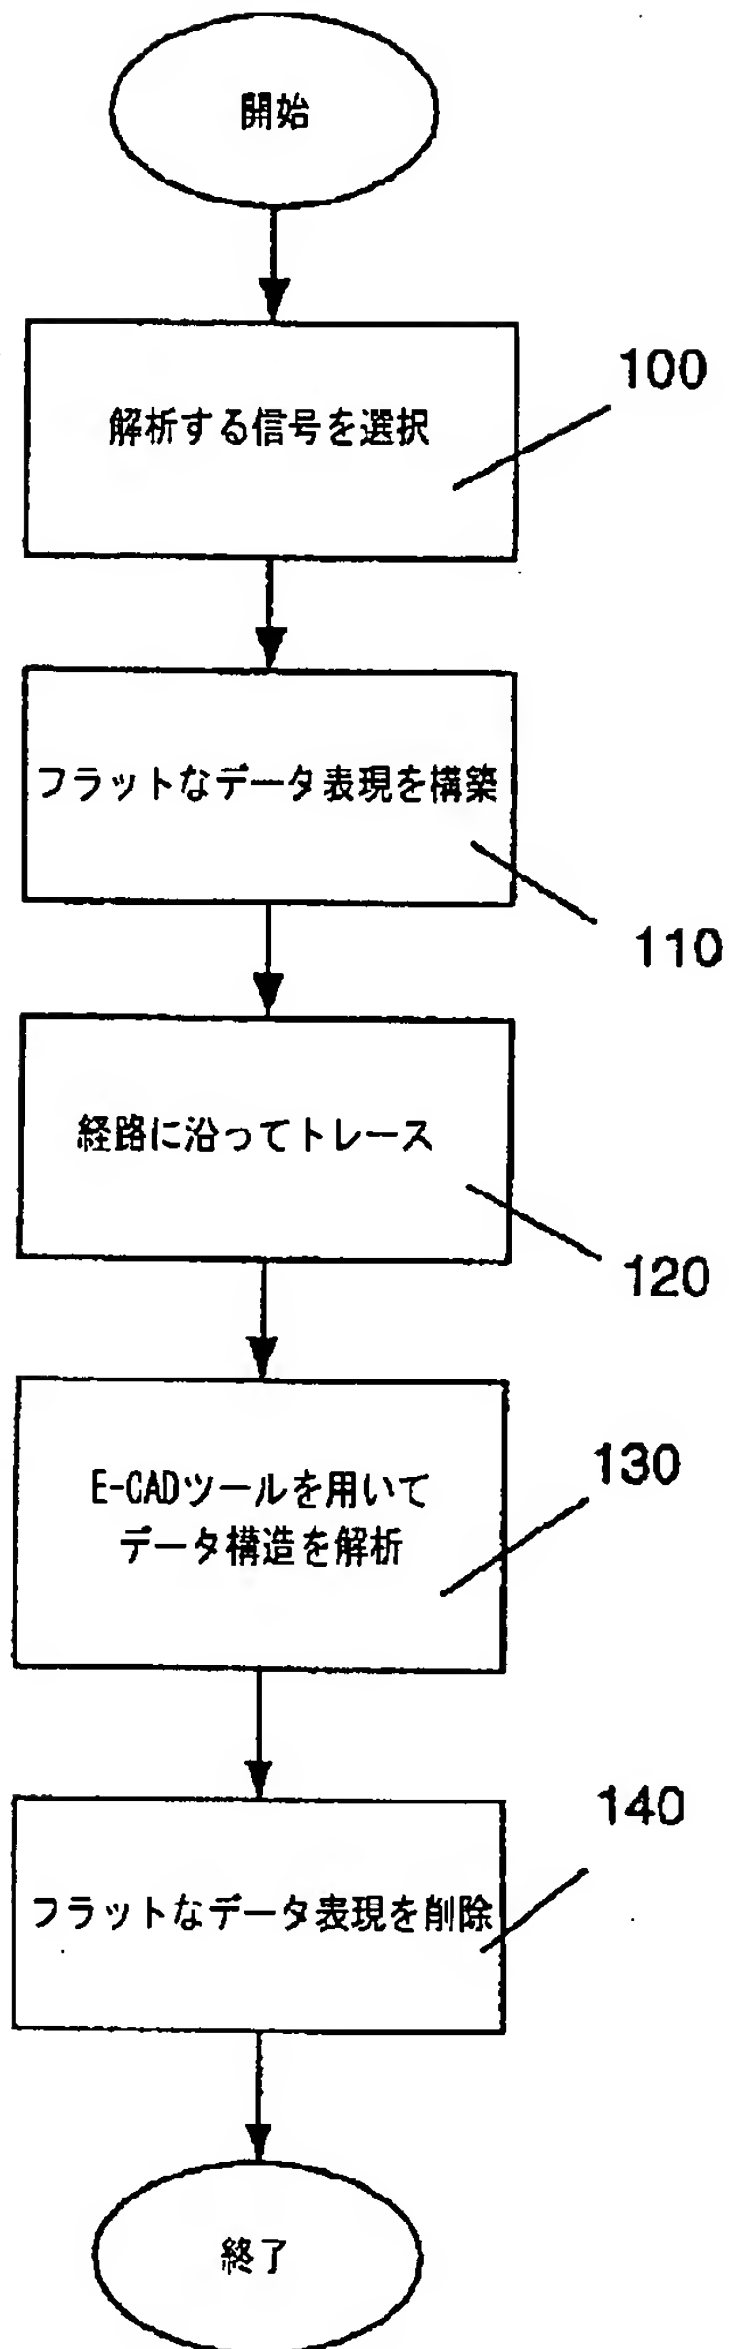 開始
解析する信号を選択
100
フラットなデータ表現を構築
110
経路に沿ってトレース
120
E-CADツールを用いて
データ構造を解析
130
フラットなデータ表現を削除
140
終了